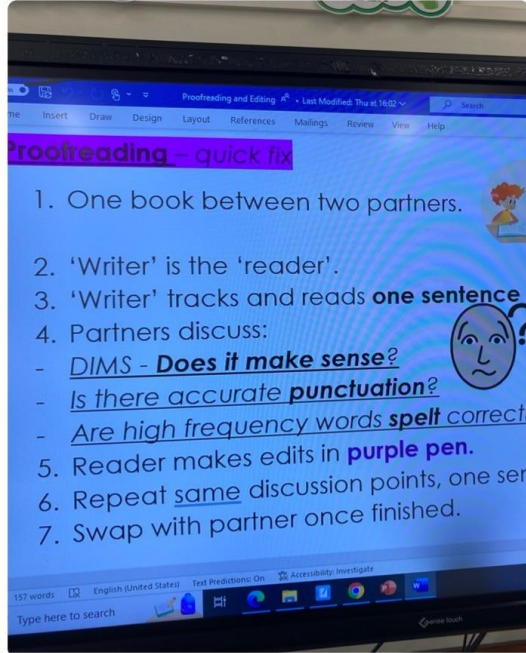 Proofreading and Editing • Last Modified: Thu at 16:02
Search
Insert Draw Design Layout References Mailings Review View Help
Proofreading – quick fix
1. One book between two partners.
2. 'Writer' is the 'reader'.
3. 'Writer' tracks and reads one sentence
4. Partners discuss:
- DIMS - Does it make sense?
- Is there accurate punctuation?
- Are high frequency words spelt correct
5. Reader makes edits in purple pen.
6. Repeat same discussion points, one
7. Swap with partner once finished.
157 words English (United States) Text Predictions: On Accessibility: Investigate
Type here to search